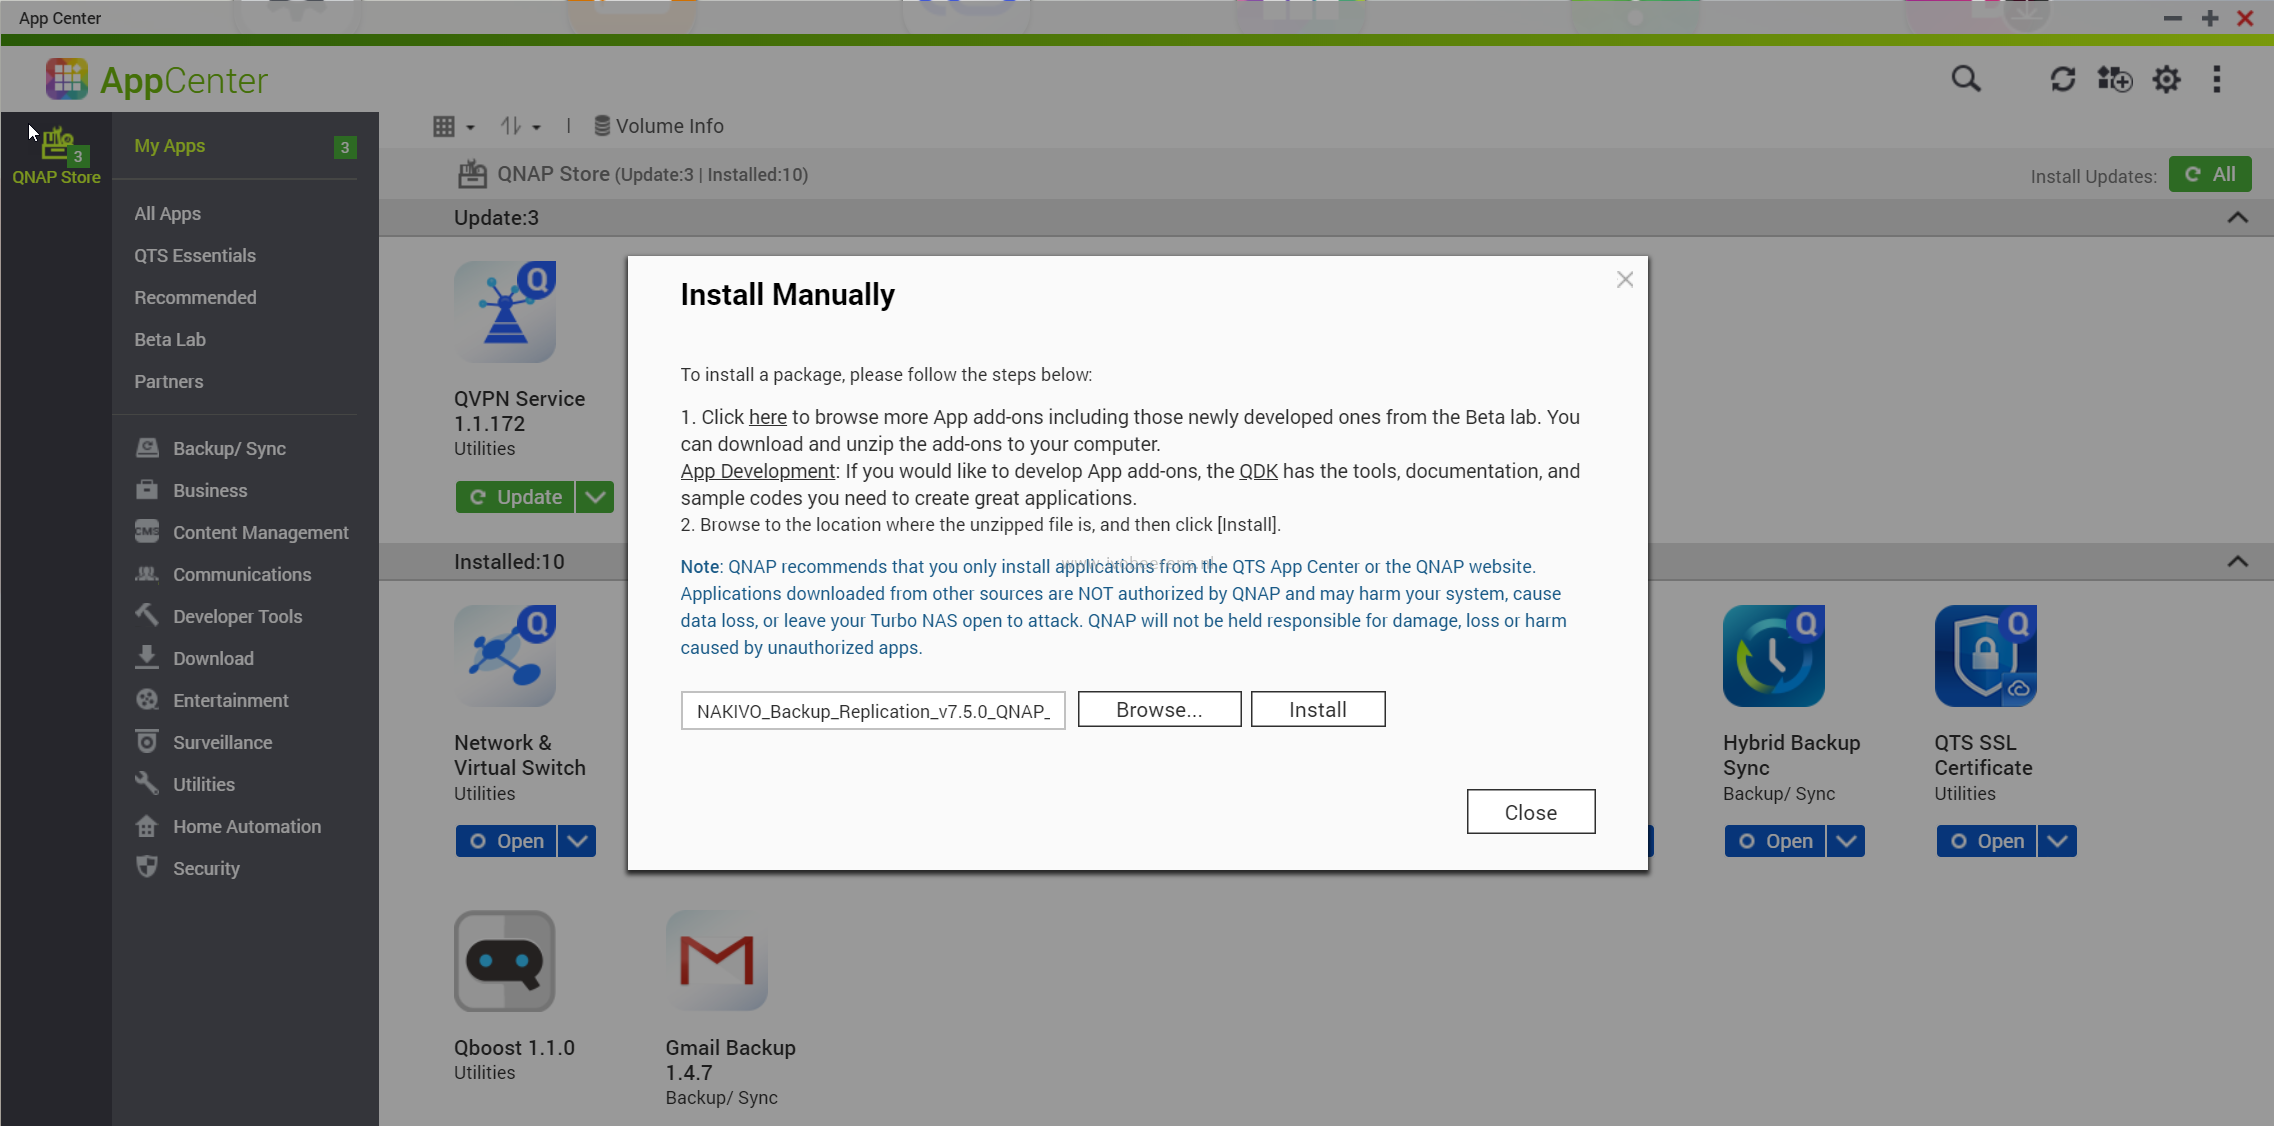 App Center
AppCenter
3
QNAP Store
My Apps 3
All Apps
QTS Essentials
Recommended
Beta Lab
Partners
Backup/ Sync
Business
CMS Content Management
Communications
Developer Tools
Download
Entertainment
Surveillance
Utilities
Home Automation
Security
| Volume Info
QNAP Store (Update:3 | Installed:10)
Install Updates: All
Update:3
QVPN Service
1.1.172
Utilities
Update
Installed:10
Network &
Virtual Switch
Utilities
Open
Hybrid Backup
Sync
Backup/ Sync
Open
QTS SSL
Certificate
Utilities
Open
Qboost 1.1.0
Utilities
Gmail Backup
1.4.7
Backup/ Sync
Install Manually
To install a package, please follow the steps below:
1. Click here to browse more App add-ons including those newly developed ones from the Beta lab. You
can download and unzip the add-ons to your computer.
App Development: If you would like to develop App add-ons, the QDK has the tools, documentation, and
sample codes you need to create great applications.
2. Browse to the location where the unzipped file is, and then click [Install].
Note: QNAP recommends that you only install applications from the QTS App Center or the QNAP website.
Applications downloaded from other sources are NOT authorized by QNAP and may harm your system, cause
data loss, or leave your Turbo NAS open to attack. QNAP will not be held responsible for damage, loss or harm
caused by unauthorized apps.
NAKIVO_Backup_Replication_v7.5.0_QNAP_
Browse...
Install
Close